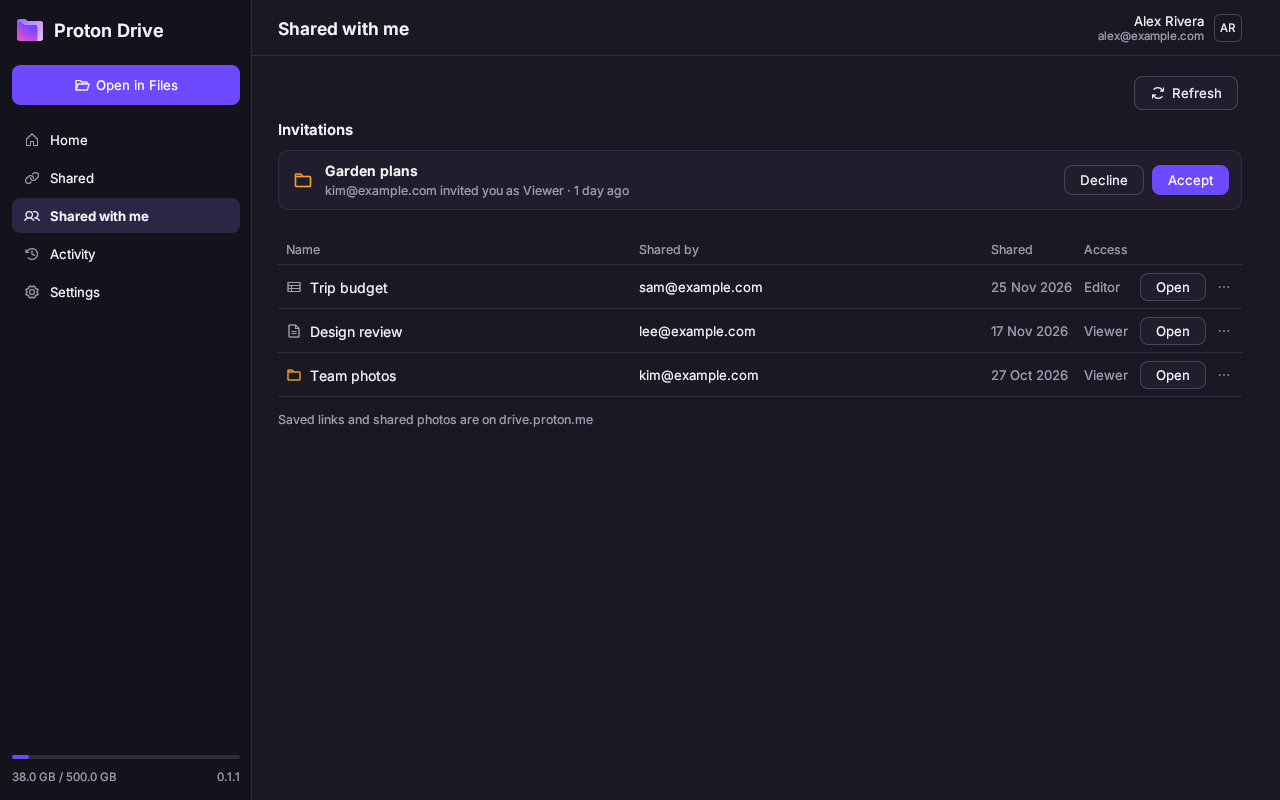 Proton Drive
Open in Files
Home
Shared
Shared with me
Activity
Settings
38.0 GB / 500.0 GB
0.1.1
Shared with me
Alex Rivera
alex@example.com
AR
Refresh
Invitations
Garden plans
kim@example.com invited you as Viewer · 1 day ago
Decline
Accept
Name Shared by Shared Access
Trip budget sam@example.com 25 Nov 2026 Editor Open ···
Design review lee@example.com 17 Nov 2026 Viewer Open ···
Team photos kim@example.com 27 Oct 2026 Viewer Open ···
Saved links and shared photos are on drive.proton.me